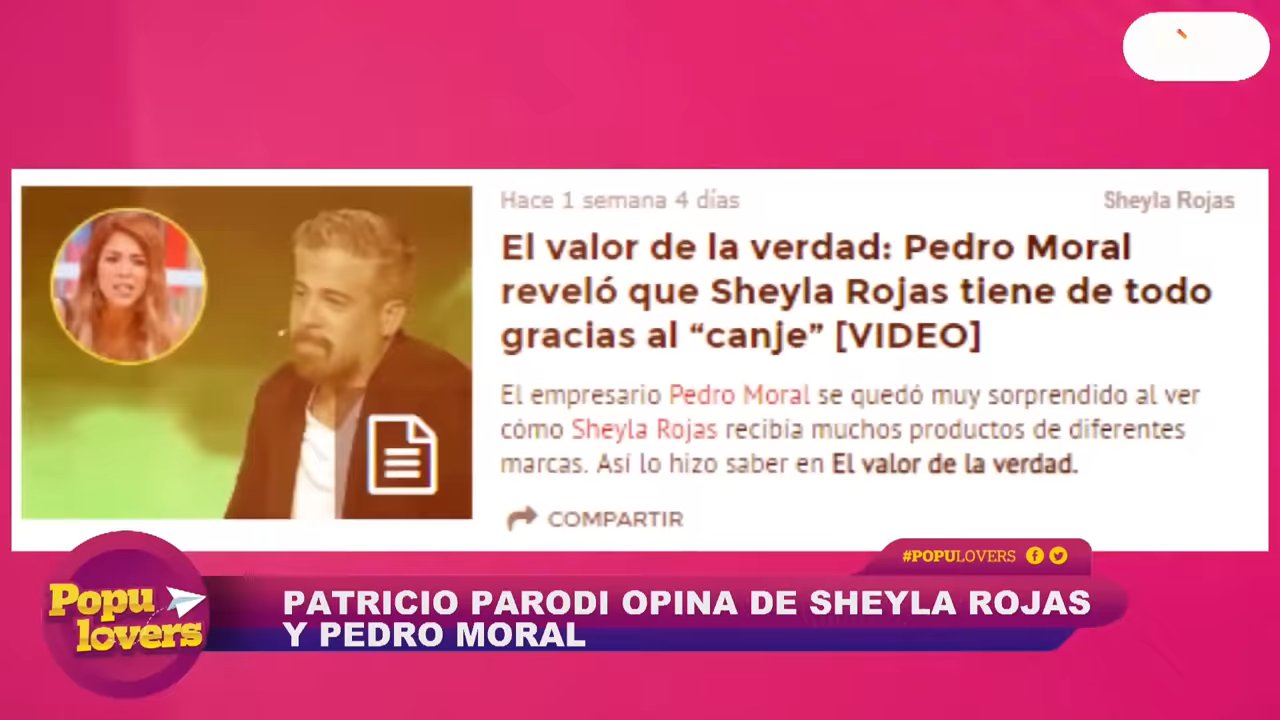 Hace 1 semana 4 días
Sheyla Rojas
El valor de la verdad: Pedro Moral
reveló que Sheyla Rojas tiene de todo
gracias al “canje” [VIDEO]
El empresario Pedro Moral se quedó muy sorprendido al ver
cómo Sheyla Rojas recibía muchos productos de diferentes
marcas. Así lo hizo saber en El valor de la verdad.
COMPARTIR
#POPULOVERS
Popu
lovers
PATRICIO PARODI OPINA DE SHEYLA ROJAS
Y PEDRO MORAL